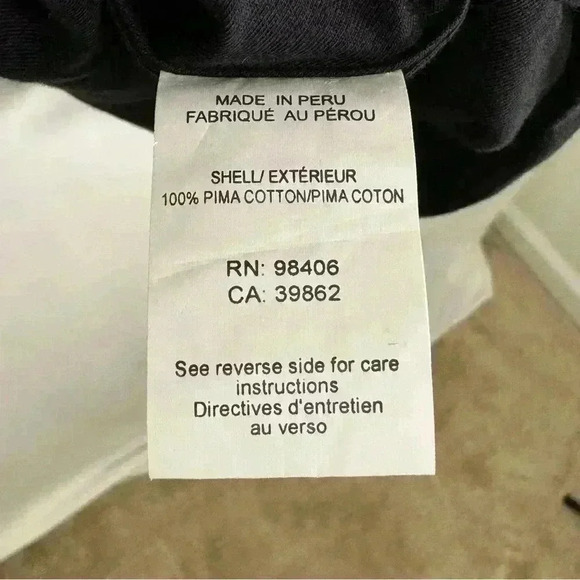 MADE IN PERU
FABRIQUÉ AU PÉROU
SHELL/ EXTÉRIEUR
100% PIMA COTTON/PIMA COTON
RN: 98406
CA: 39862
See reverse side for care
instructions
Directives d'entretien
au verso